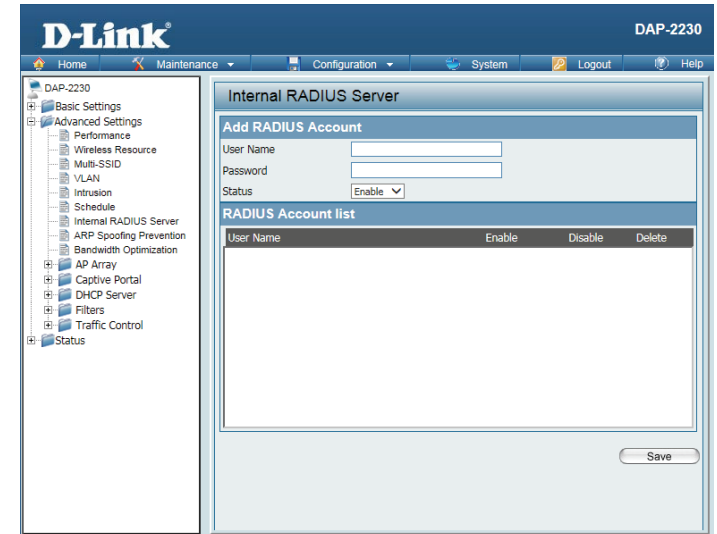 D-Link®
DAP-2230
Home Maintenance Configuration System Logout Help
DAP-2230
Basic Settings
Advanced Settings
Performance
Wireless Resource
Multi-SSID
VLAN
Intrusion
Schedule
Internal RADIUS Server
ARP Spoofing Prevention
Bandwidth Optimization
AP Array
Captive Portal
DHCP Server
Filters
Traffic Control
Status
Internal RADIUS Server
Add RADIUS Account
User Name
Password
Status Enable
RADIUS Account list
User Name Enable Disable Delete
Save